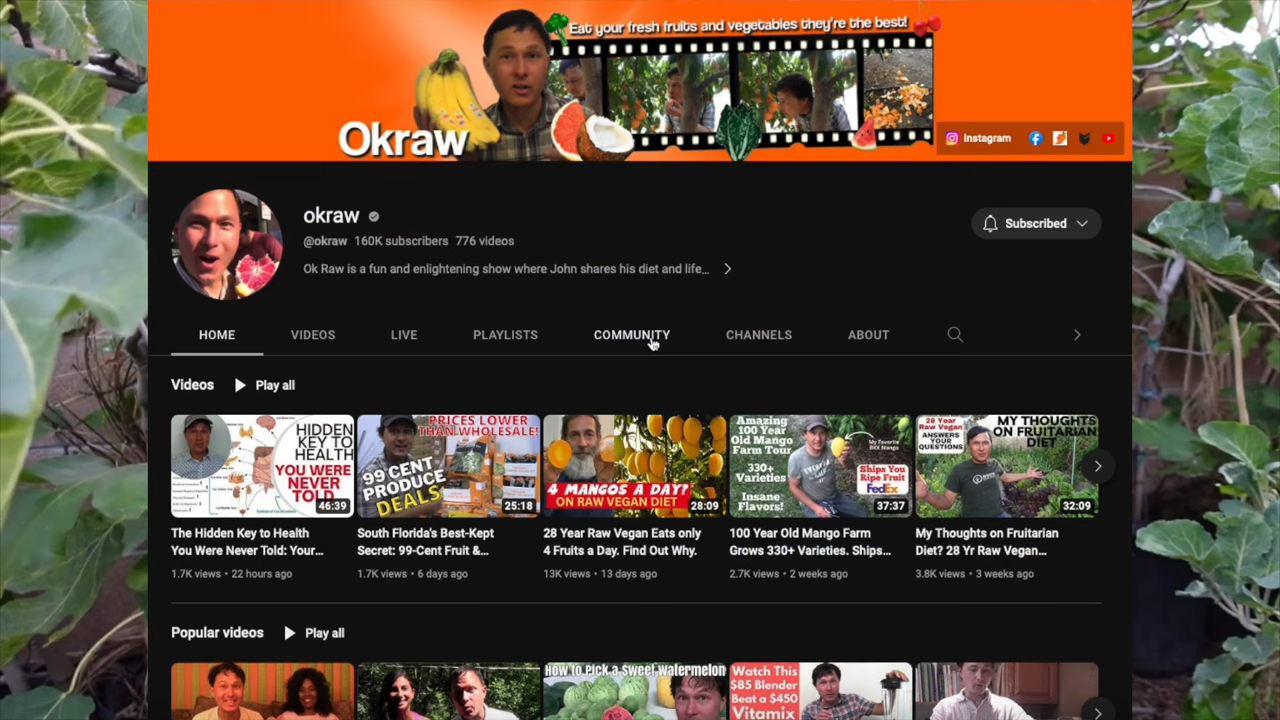 Eat your fresh fruits and vegetables they're the best!
Okraw
Instagram
okraw
@okraw 160K subscribers 776 videos
Ok Raw is a fun and enlightening show where John shares his diet and life...
Subscribed
HOME VIDEOS LIVE PLAYLISTS COMMUNITY CHANNELS ABOUT
Videos Play all
HIDDEN
KEY TO
HEALTH
YOU WERE
NEVER
TOLD
46:39
PRICES LOWER
THAN WHOLESALE!
99 CENT
PRODUCE
DEALS
25:18
4 MANGOS A DAY?
ON RAW VEGAN DIET
28:09
Amazing
100 Year
Old Mango
Farm Tour
330+
Varieties
Insane
Flavors!
My Favorite
Ships You
Ripe Fruit
FedEx
37:37
28 Year
Raw Vegan
ANSWERS
YOUR
QUESTIONS
MY THOUGHTS
ON FRUITARIAN
DIET
32:09
The Hidden Key to Health
You Were Never Told: Your...
1.7K views • 22 hours ago
South Florida's Best-Kept
Secret: 99-Cent Fruit &...
1.7K views • 6 days ago
28 Year Raw Vegan Eats only
4 Fruits a Day. Find Out Why.
13K views • 13 days ago
100 Year Old Mango Farm
Grows 330+ Varieties. Ships...
2.7K views • 2 weeks ago
My Thoughts on Fruitarian
Diet? 28 Yr Raw Vegan...
3.8K views • 3 weeks ago
Popular videos Play all
How to Pick a Sweet Watermelon
Watch This
$85 Blender
Beat a $450
Vitamix